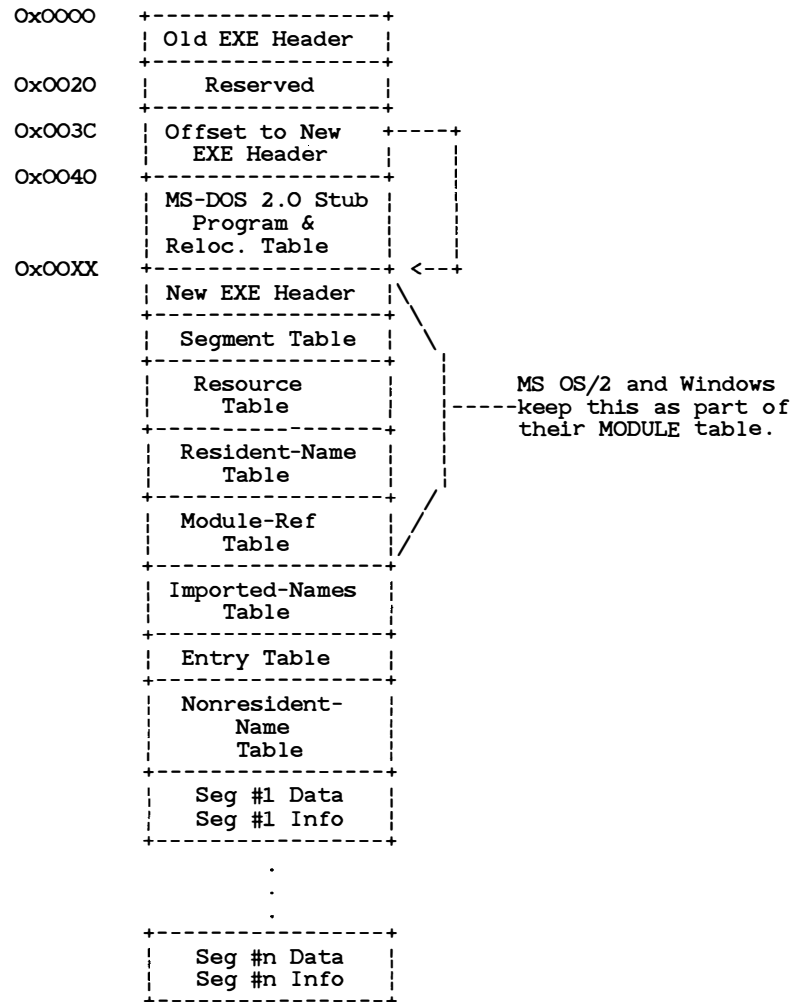 0x0000
Old EXE Header
0x0020 Reserved
0x003C Offset to New
EXE Header
0x0040
MS-DOS 2.0 Stub
Program &
Reloc. Table
0x00XX
New EXE Header
Segment Table
Resource
Table
MS OS/2 and Windows
keep this as part of
their MODULE table.
Resident-Name
Table
Module-Ref
Table
Imported-Names
Table
Entry Table
Nonresident-
Name
Table
Seg #1 Data
Seg #1 Info
.
.
.
Seg #n Data
Seg #n Info